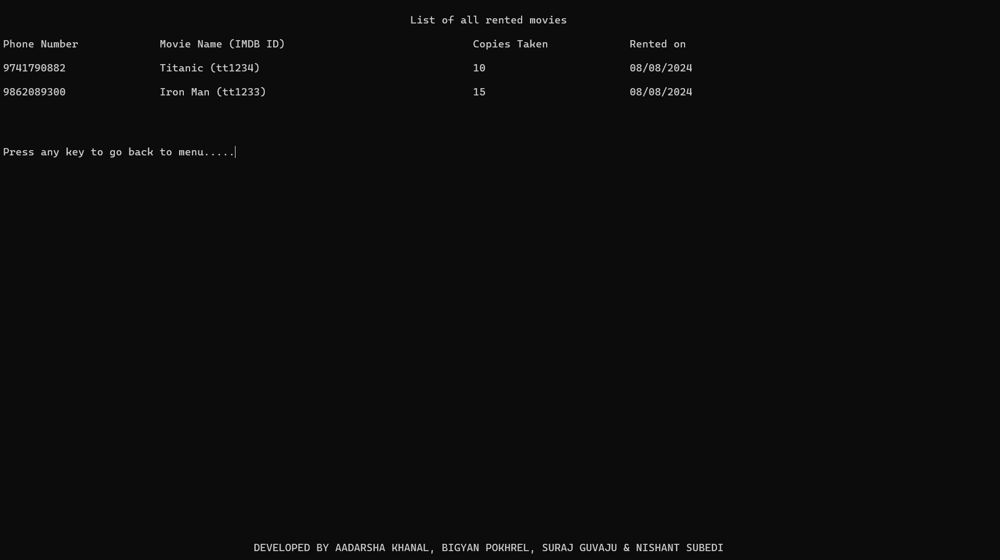 List of all rented movies
Phone Number Movie Name (IMDB ID) Copies Taken Rented on
9741790882 Titanic (tt1234) 10 08/08/2024
9862089300 Iron Man (tt1233) 15 08/08/2024
Press any key to go back to menu.....
DEVELOPED BY AADARSHA KHANAL, BIGYAN POKHREL, SURAJ GUVAJU & NISHANT SUBEDI